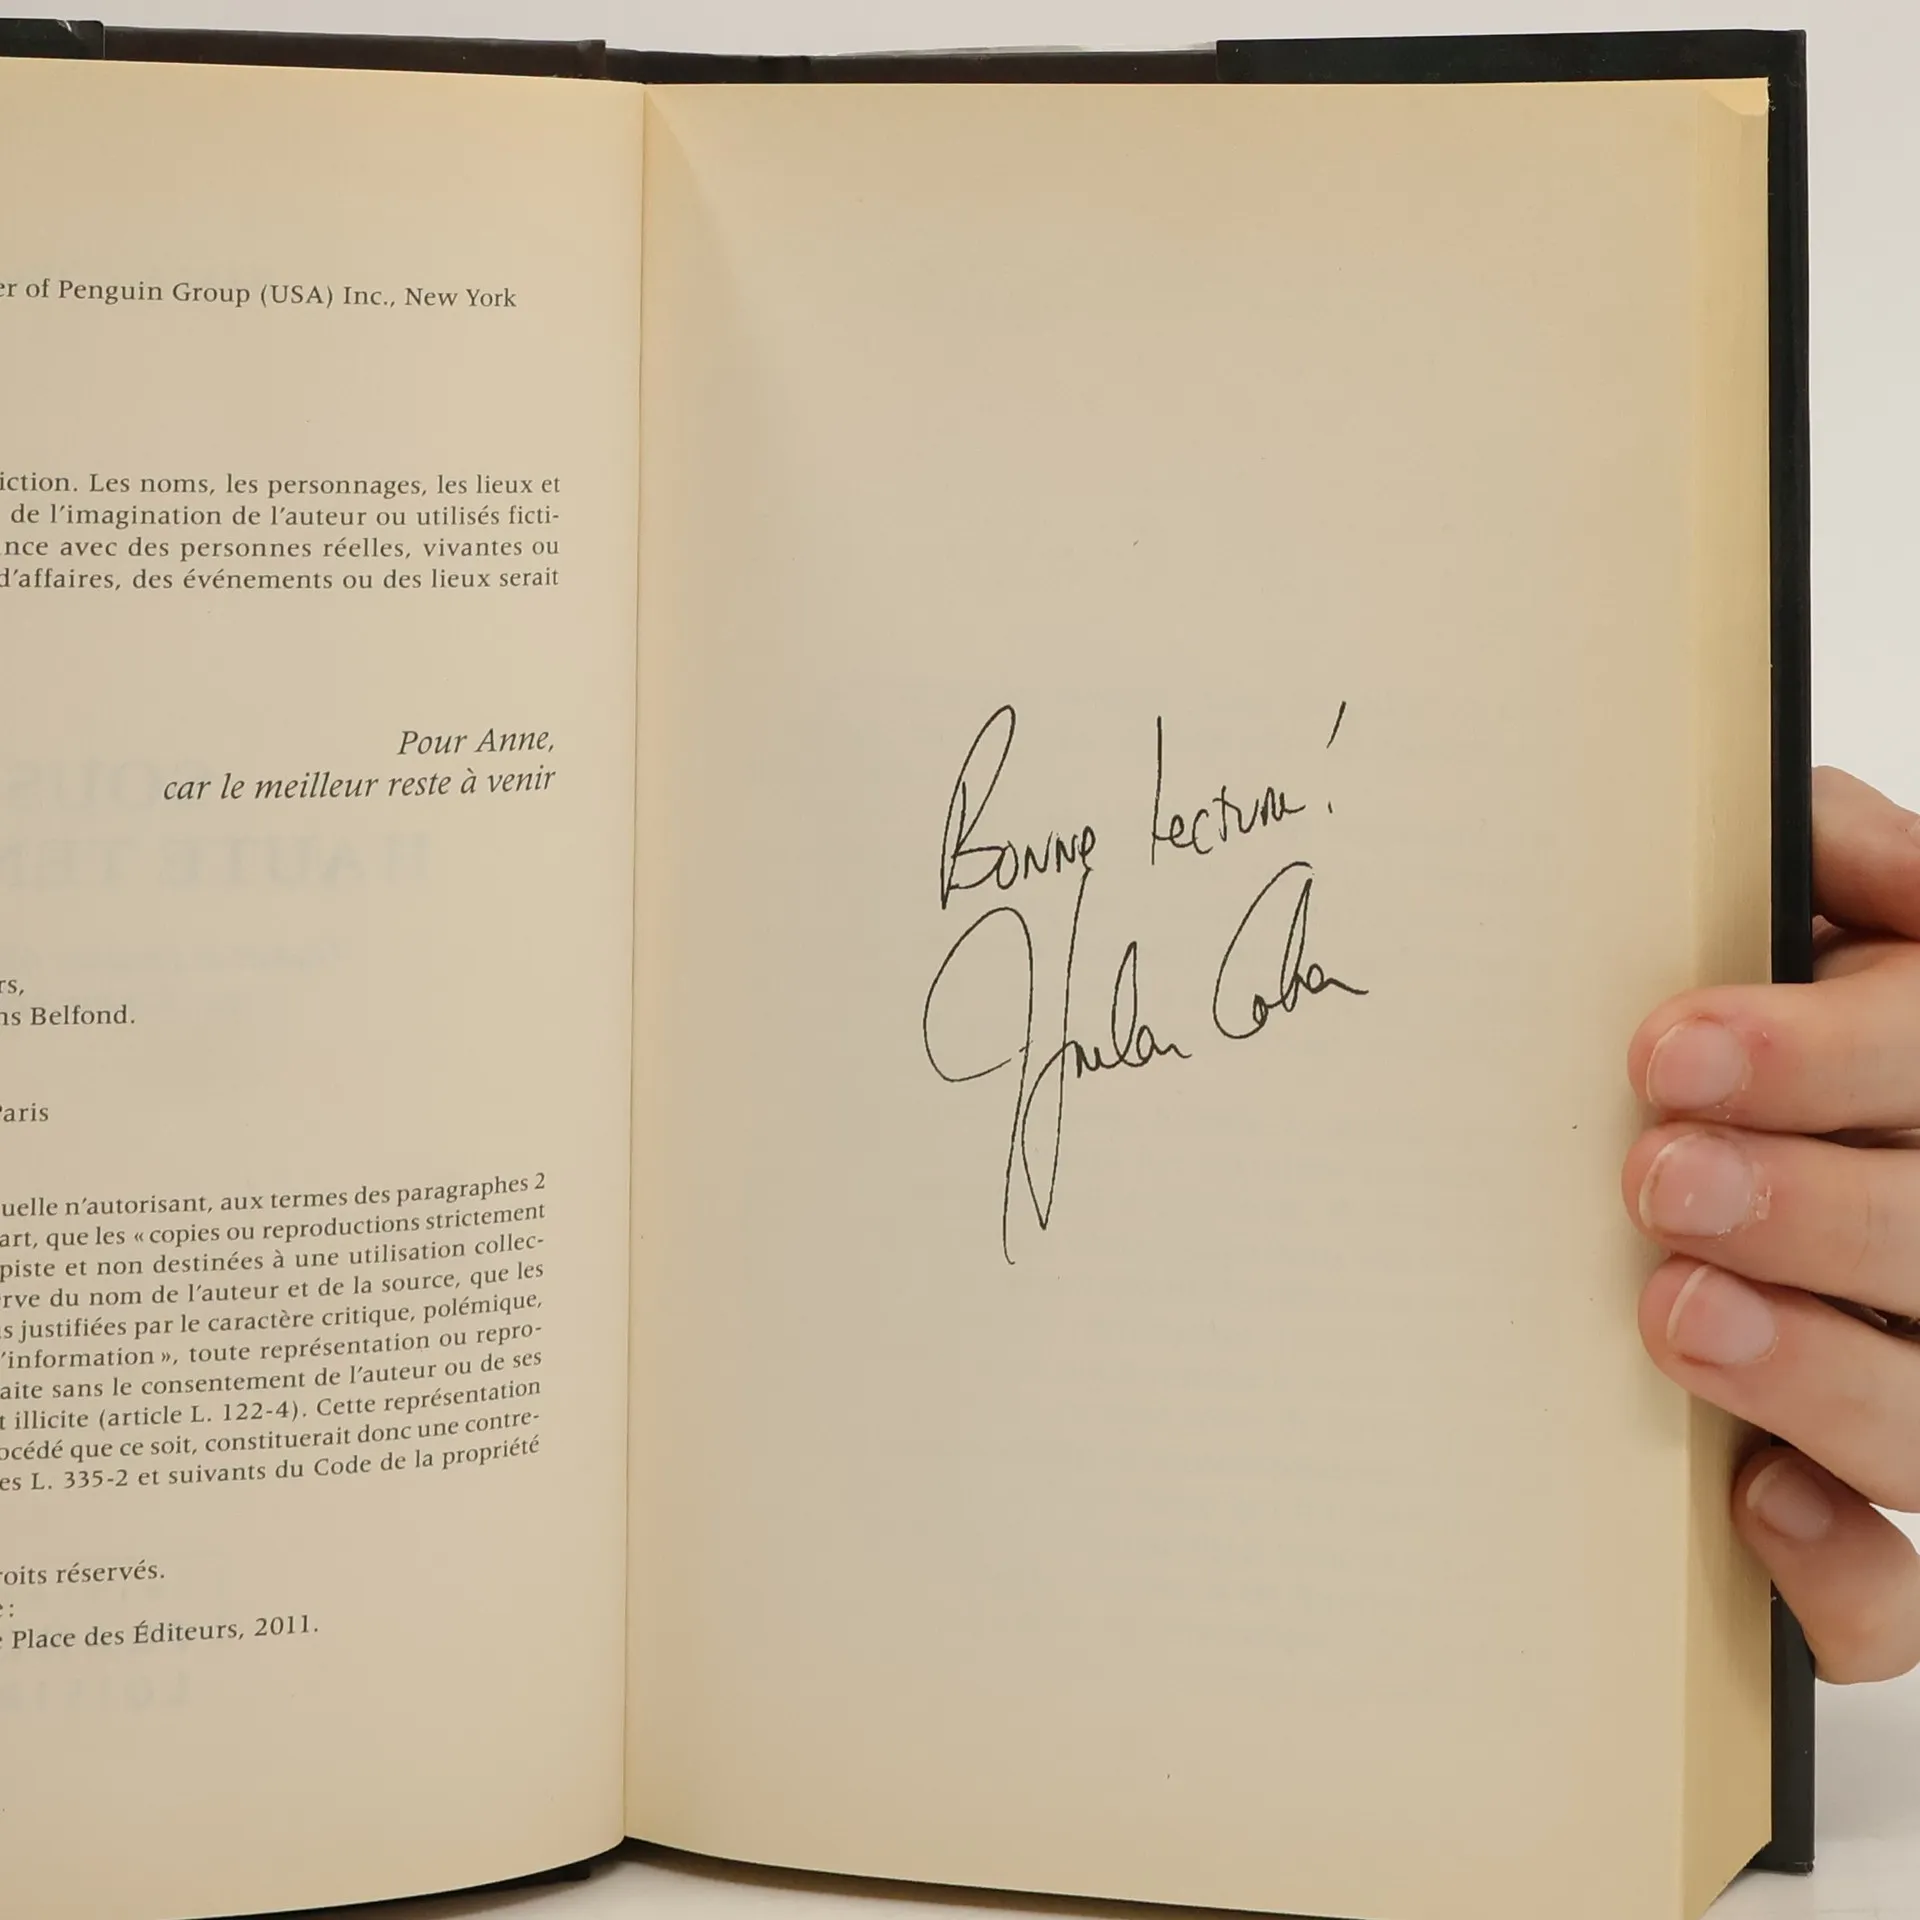 er of Penguin Group (USA) Inc., New York
iction. Les noms, les personnages, les lieux et
de l'imagination de l'auteur ou utilisés ficti-
nce avec des personnes réelles, vivantes ou
d'affaires, des événements ou des lieux serait
Pour Anne,
car le meilleur reste à venir
rs,
ns Belfond.
Paris
uelle n'autorisant, aux termes des paragraphes 2
art, que les « copies ou reproductions strictement
piste et non destinées à une utilisation collec-
rve du nom de l'auteur et de la source, que les
s justifiées par le caractère critique, polémique,
'information », toute représentation ou repro-
aite sans le consentement de l'auteur ou de ses
t illicite (article L. 122-4). Cette représentation
océdé que ce soit, constituerait donc une contre-
es L. 335-2 et suivants du Code de la propriété
roits réservés.
e :
e Place des Éditeurs, 2011.
Bonne lecture !
Cohen